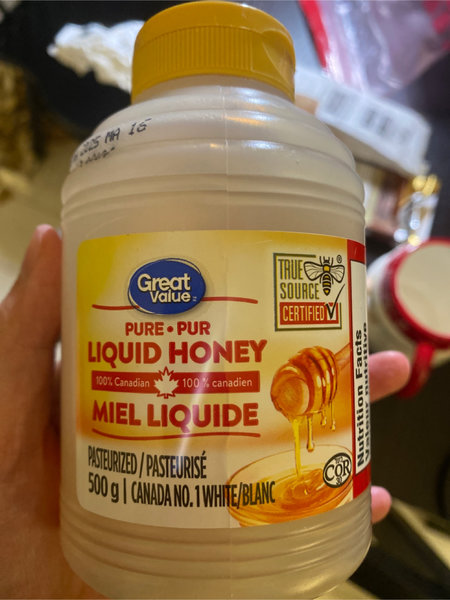 MA 16
Great
Value
TRUE
SOURCE
CERTIFIED
®
PURE • PUR
LIQUID HONEY
100% Canadian 100 % canadien
MIEL LIQUIDE
PASTEURIZED / PASTEURISÉ
500 g | CANADA NO. 1 WHITE/BLANC
COR
Nutrition Facts
Valeur nutritive